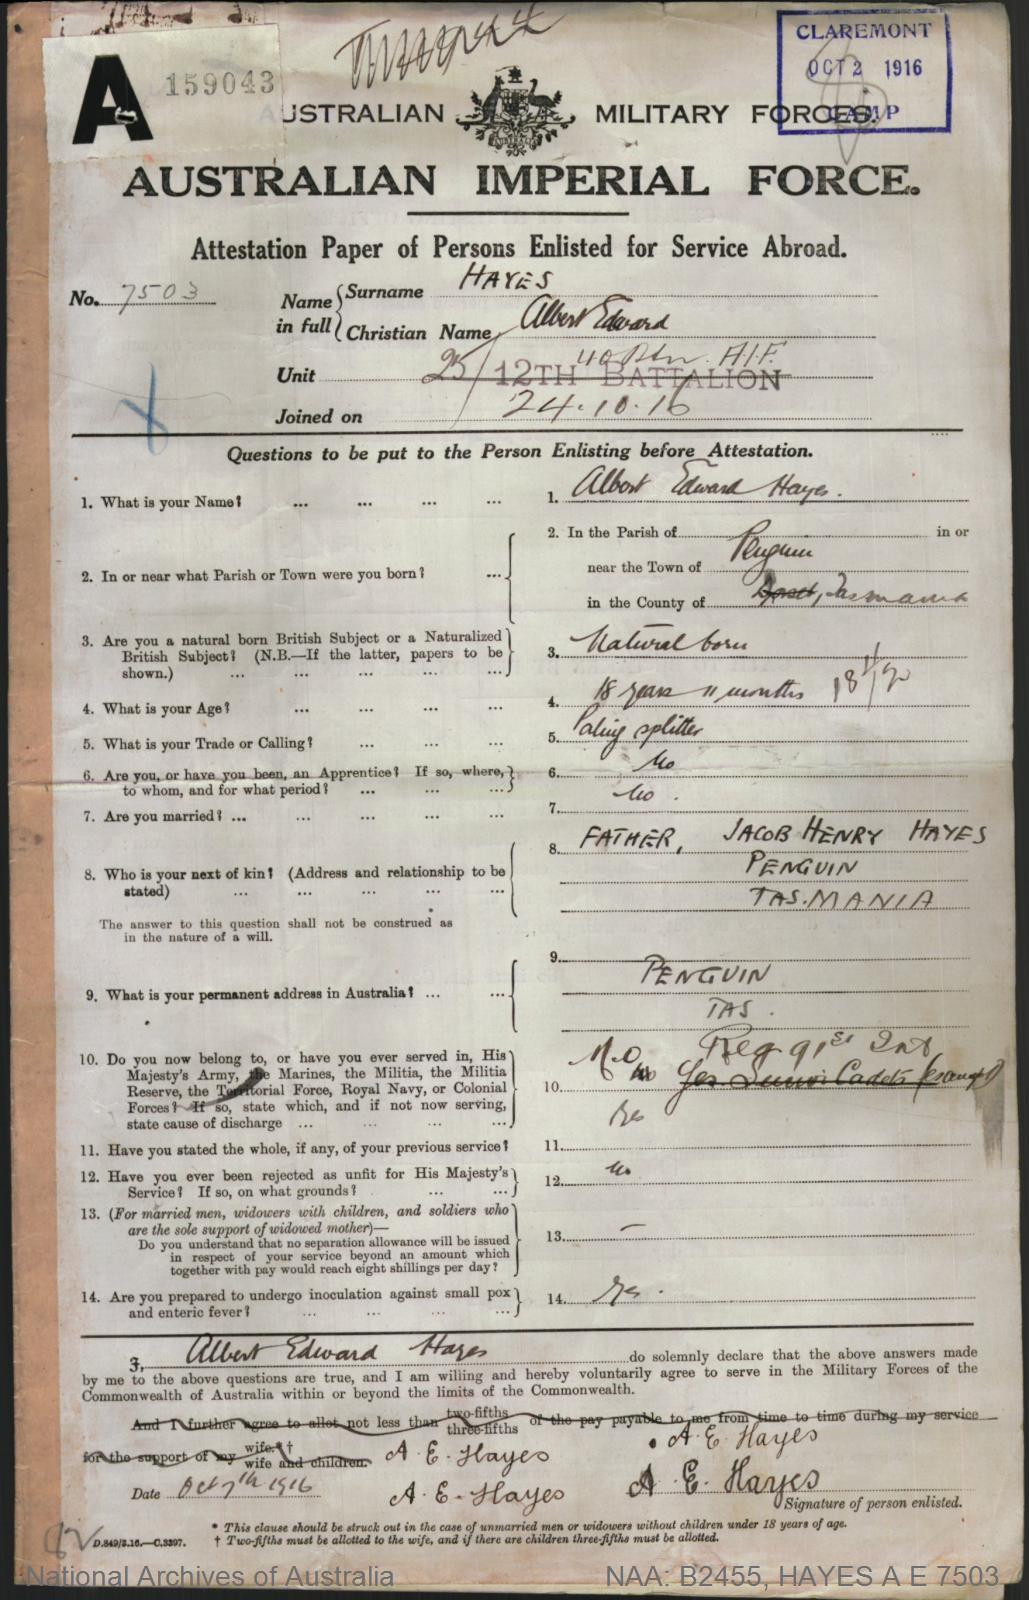 CLAREMONT
OCT 2 1916
CAMP
A 159043
AUSTRALIAN MILITARY FORCES.
AUSTRALIAN IMPERIAL FORCE.
Attestation Paper of Persons Enlisted for Service Abroad.
No. 7503
Name in full { Surname HAYES
Christian Name Albert Edward
40 Btn. A.I.F.
Unit 25/ 12TH BATTALION
Joined on 24.10.16
Questions to be put to the Person Enlisting before Attestation.
1. What is your Name? ... ... ... ... 1. Albert Edward Hayes.
2. In or near what Parish or Town were you born? ... 2. In the Parish of in or
near the Town of Penguin
in the County of Dorset, Tasmania
3. Are you a natural born British Subject or a Naturalized
British Subject? (N.B.—If the latter, papers to be
shown.) ... ... ... ... ... 3. Natural born
4. What is your Age? ... ... ... 4. 18 years 11 months 18 11/12
5. What is your Trade or Calling? ... ... ... 5. Paling splitter
6. Are you, or have you been, an Apprentice? If so, where,
to whom, and for what period? ... ... ... 6. No
7. Are you married? ... ... ... ... 7. No.
8. Who is your next of kin? (Address and relationship to be
stated) ... ... ... ... ... 8. FATHER, JACOB HENRY HAYES
PENGUIN
TASMANIA
The answer to this question shall not be construed as
in the nature of a will.
9. What is your permanent address in Australia? ... ... 9. PENGUIN
TAS.
10. Do you now belong to, or have you ever served in, His
Majesty's Army, the Marines, the Militia, the Militia
Reserve, the Territorial Force, Royal Navy, or Colonial
Forces? If so, state which, and if not now serving,
state cause of discharge ... ... ... ... 10. No Reg 91st Inf
No Yes Senior Cadets
11. Have you stated the whole, if any, of your previous service? 11. Yes
12. Have you ever been rejected as unfit for His Majesty's
Service? If so, on what grounds? ... ... 12. No
13. (For married men, widowers with children, and soldiers who
are the sole support of widowed mother)—
Do you understand that no separation allowance will be issued
in respect of your service beyond an amount which
together with pay would reach eight shillings per day? 13. —
14. Are you prepared to undergo inoculation against small pox
and enteric fever? ... ... ... ... 14. Yes.
I, Albert Edward Hayes do solemnly declare that the above answers made
by me to the above questions are true, and I am willing and hereby voluntarily agree to serve in the Military Forces of the
Commonwealth of Australia within or beyond the limits of the Commonwealth.
And I further agree to allot not less than two-fifths three-fifths of the pay payable to me from time to time during my service
for the support of my wife.*† wife and children. A. E. Hayes A. E. Hayes
Date Oct 7th 1916 A. E. Hayes A. E. Hayes
Signature of person enlisted.
* This clause should be struck out in the case of unmarried men or widowers without children under 18 years of age.
† Two-fifths must be allotted to the wife, and if there are children three-fifths must be allotted.
D.849/3.16.—C.3397.
National Archives of Australia NAA: B2455, HAYES A E 7503